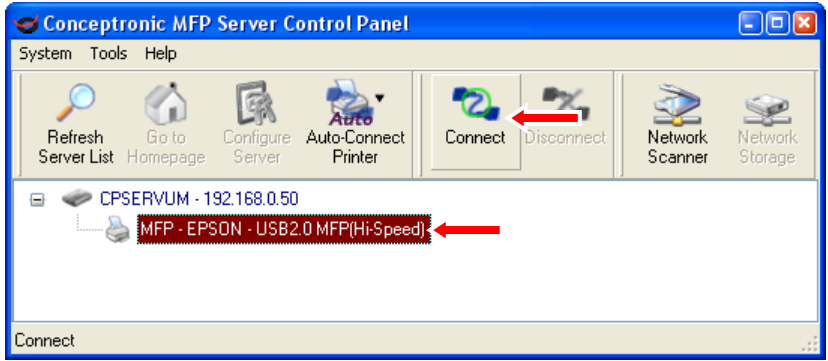 Conceptronic MFP Server Control Panel
System Tools Help
Refresh
Server List
Go to
Homepage
Configure
Server
Auto
Auto-Connect
Printer
Connect
Disconnect
Network
Scanner
Network
Storage
CPSERVUM - 192.168.0.50
MFP - EPSON - USB2.0 MFP(Hi-Speed)
Connect